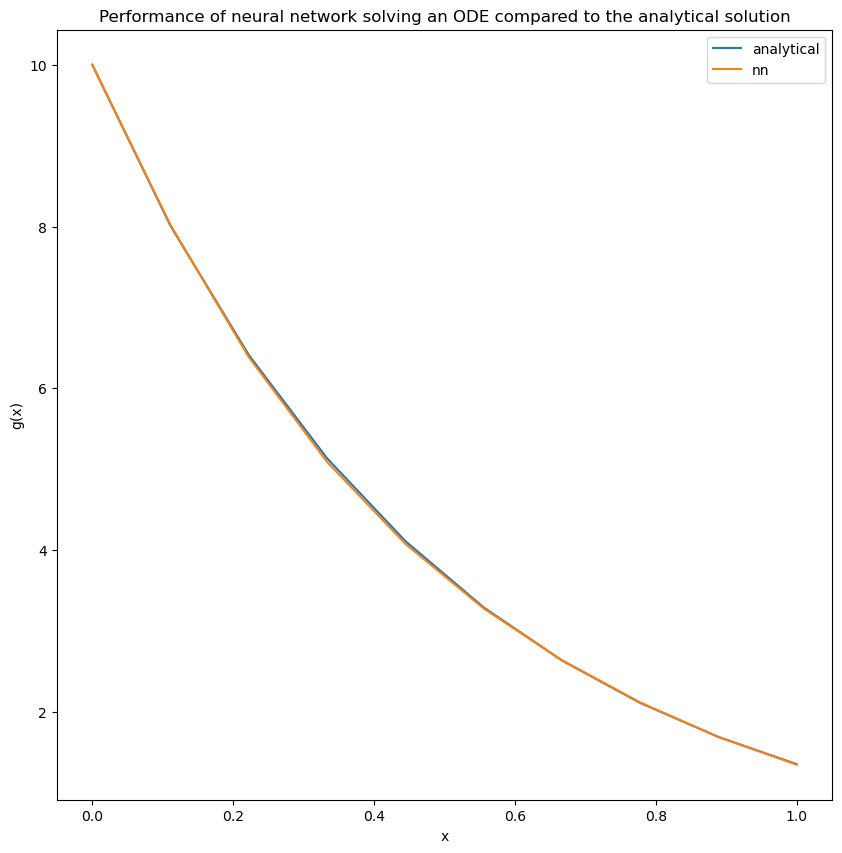 Performance of neural network solving an ODE compared to the analytical solution
analytical
nn
10
8
6
4
2
g(x)
0.0 0.2 0.4 0.6 0.8 1.0
x